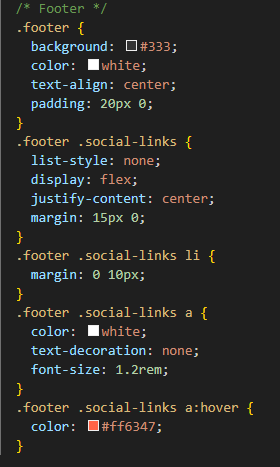 /* Footer */
.footer {
  background: #333;
  color: white;
  text-align: center;
  padding: 20px 0;
}
.footer .social-links {
  list-style: none;
  display: flex;
  justify-content: center;
  margin: 15px 0;
}
.footer .social-links li {
  margin: 0 10px;
}
.footer .social-links a {
  color: white;
  text-decoration: none;
  font-size: 1.2rem;
}
.footer .social-links a:hover {
  color: #ff6347;
}